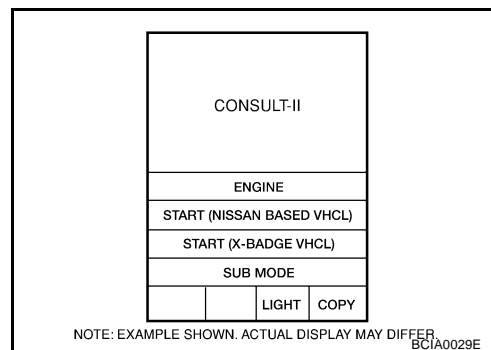 CONSULT-II
ENGINE
START (NISSAN BASED VHCL)
START (X-BADGE VHCL)
SUB MODE
LIGHT COPY
NOTE: EXAMPLE SHOWN. ACTUAL DISPLAY MAY DIFFER.
BCIA0029E